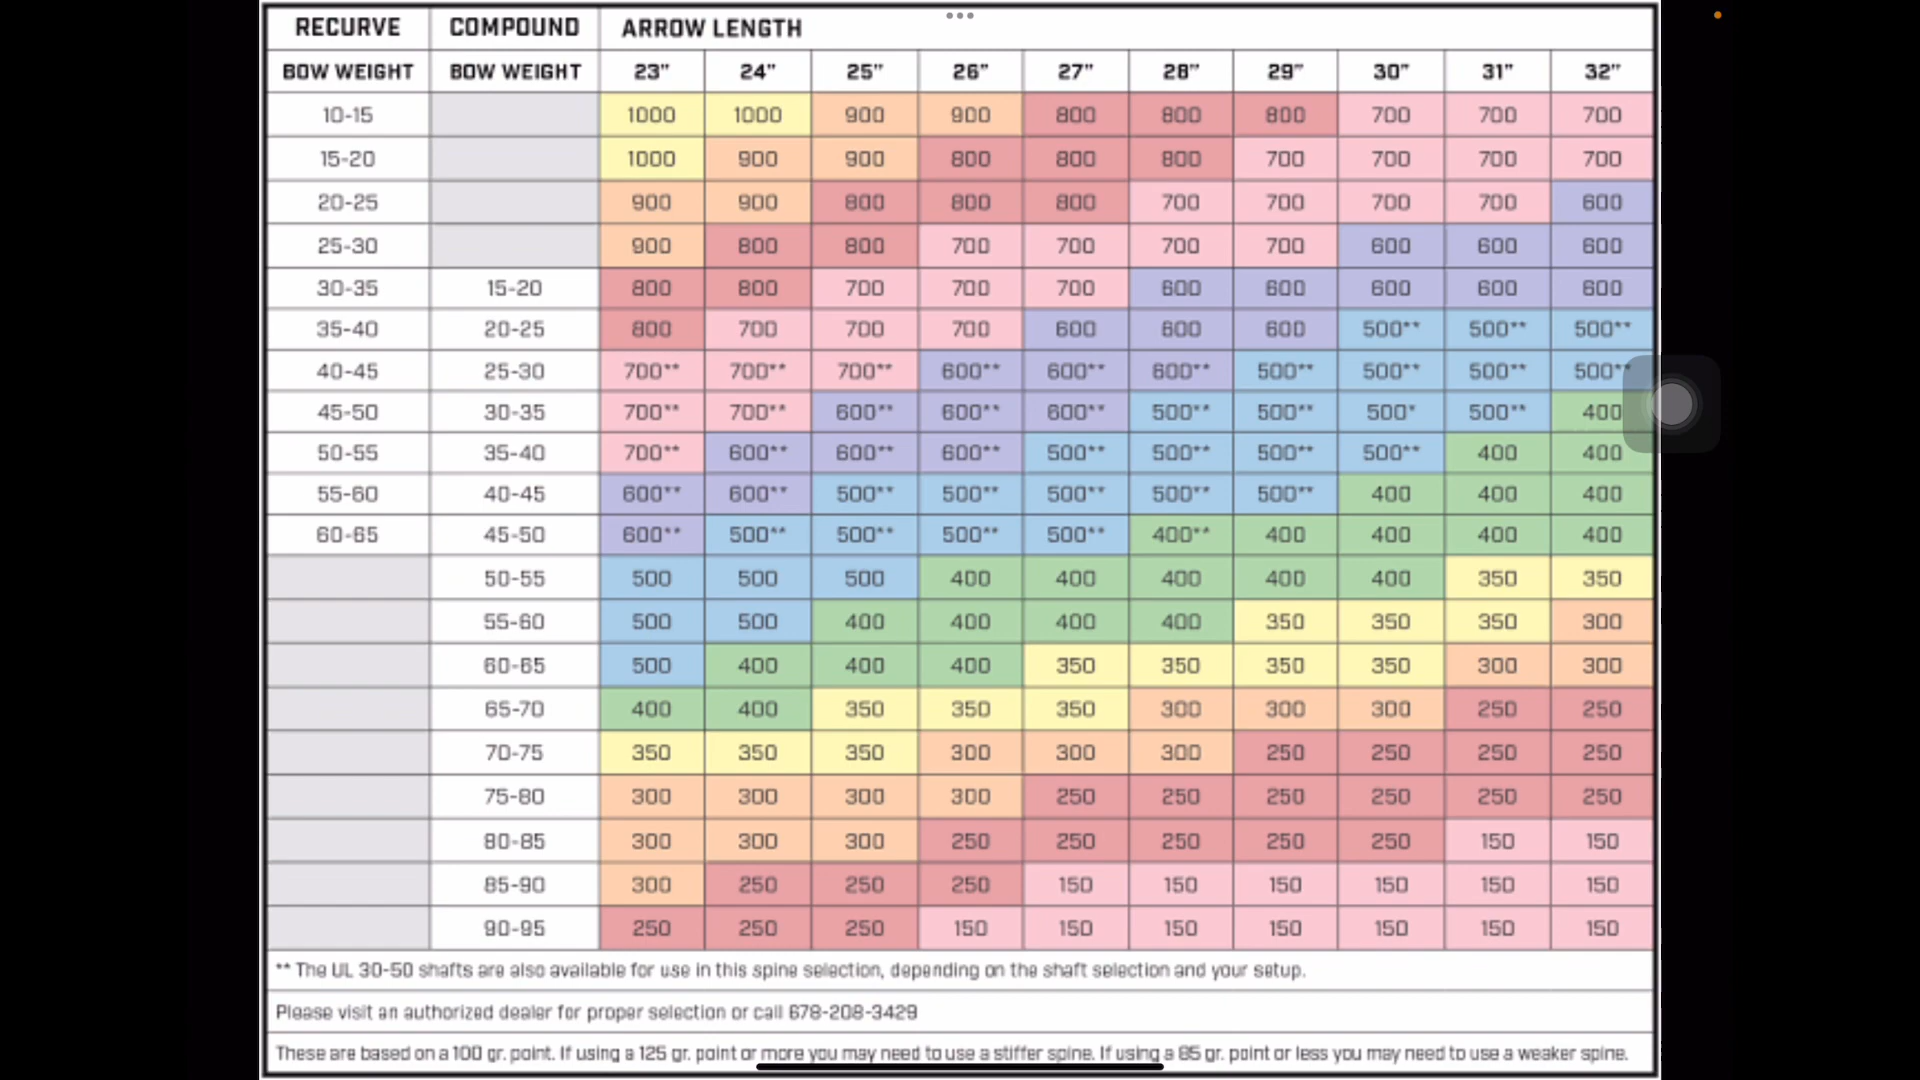 RECURVE COMPOUND ARROW LENGTH
BOW WEIGHT BOW WEIGHT 23” 24” 25” 26” 27” 28” 29” 30” 31” 32”
10-15 1000 1000 900 900 800 800 800 700 700 700
15-20 1000 900 900 800 800 800 700 700 700 700
20-25 900 900 800 800 800 700 700 700 700 600
25-30 900 800 800 700 700 700 700 600 600 600
30-35 15-20 800 800 700 700 700 600 600 600 600 600
35-40 20-25 800 700 700 700 600 600 600 500** 500** 500**
40-45 25-30 700** 700** 700** 600** 600** 600** 500** 500** 500** 500**
45-50 30-35 700** 700** 600** 600** 600** 500** 500** 500* 500** 400
50-55 35-40 700** 600** 600** 600** 500** 500** 500** 500** 400 400
55-60 40-45 600** 600** 500** 500** 500** 500** 500** 400 400 400
60-65 45-50 600** 500** 500** 500** 500** 400** 400 400 400 400
50-55 500 500 500 400 400 400 400 400 350 350
55-60 500 500 400 400 400 400 350 350 350 300
60-65 500 400 400 400 350 350 350 350 300 300
65-70 400 400 350 350 350 300 300 300 250 250
70-75 350 350 350 300 300 300 250 250 250 250
75-80 300 300 300 300 250 250 250 250 250 250
80-85 300 300 300 250 250 250 250 250 150 150
85-90 300 250 250 250 150 150 150 150 150 150
90-95 250 250 250 150 150 150 150 150 150 150
** The UL 30-50 shafts are also available for use in this spine selection, depending on the shaft selection and your setup.
Please visit an authorized dealer for proper selection or call 678-208-3429
These are based on a 100 gr. point. If using a 125 gr. point or more you may need to use a stiffer spine. If using a 85 gr. point or less you may need to use a weaker spine.